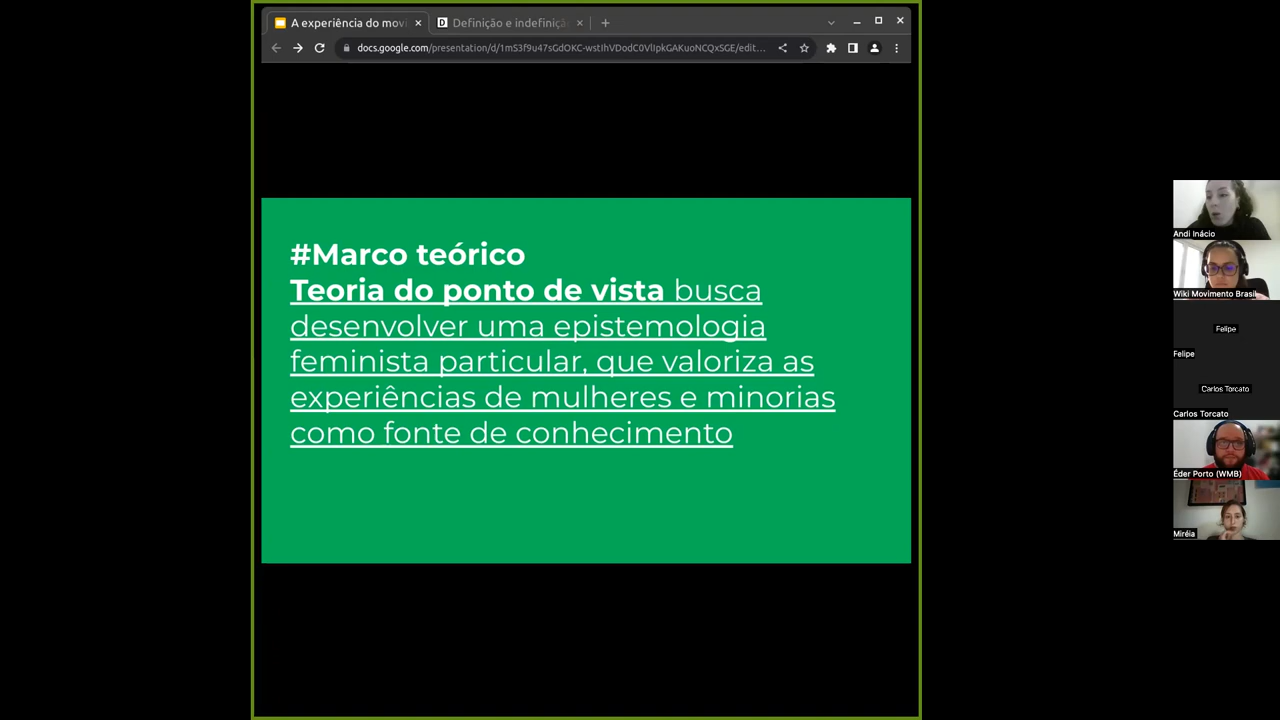 A experiência do movi
Definição e indefiniçã
docs.google.com/presentation/d/1mS3f9u47sGdOKC-wstIhVDodC0VlIpkGAKuoNCQxSGE/edit...
#Marco teórico
Teoria do ponto de vista busca
desenvolver uma epistemologia
feminista particular, que valoriza as
experiências de mulheres e minorias
como fonte de conhecimento
Andi Inácio
Wiki Movimento Brasil
Felipe
Felipe
Carlos Torcato
Carlos Torcato
Éder Porto (WMB)
Miréia